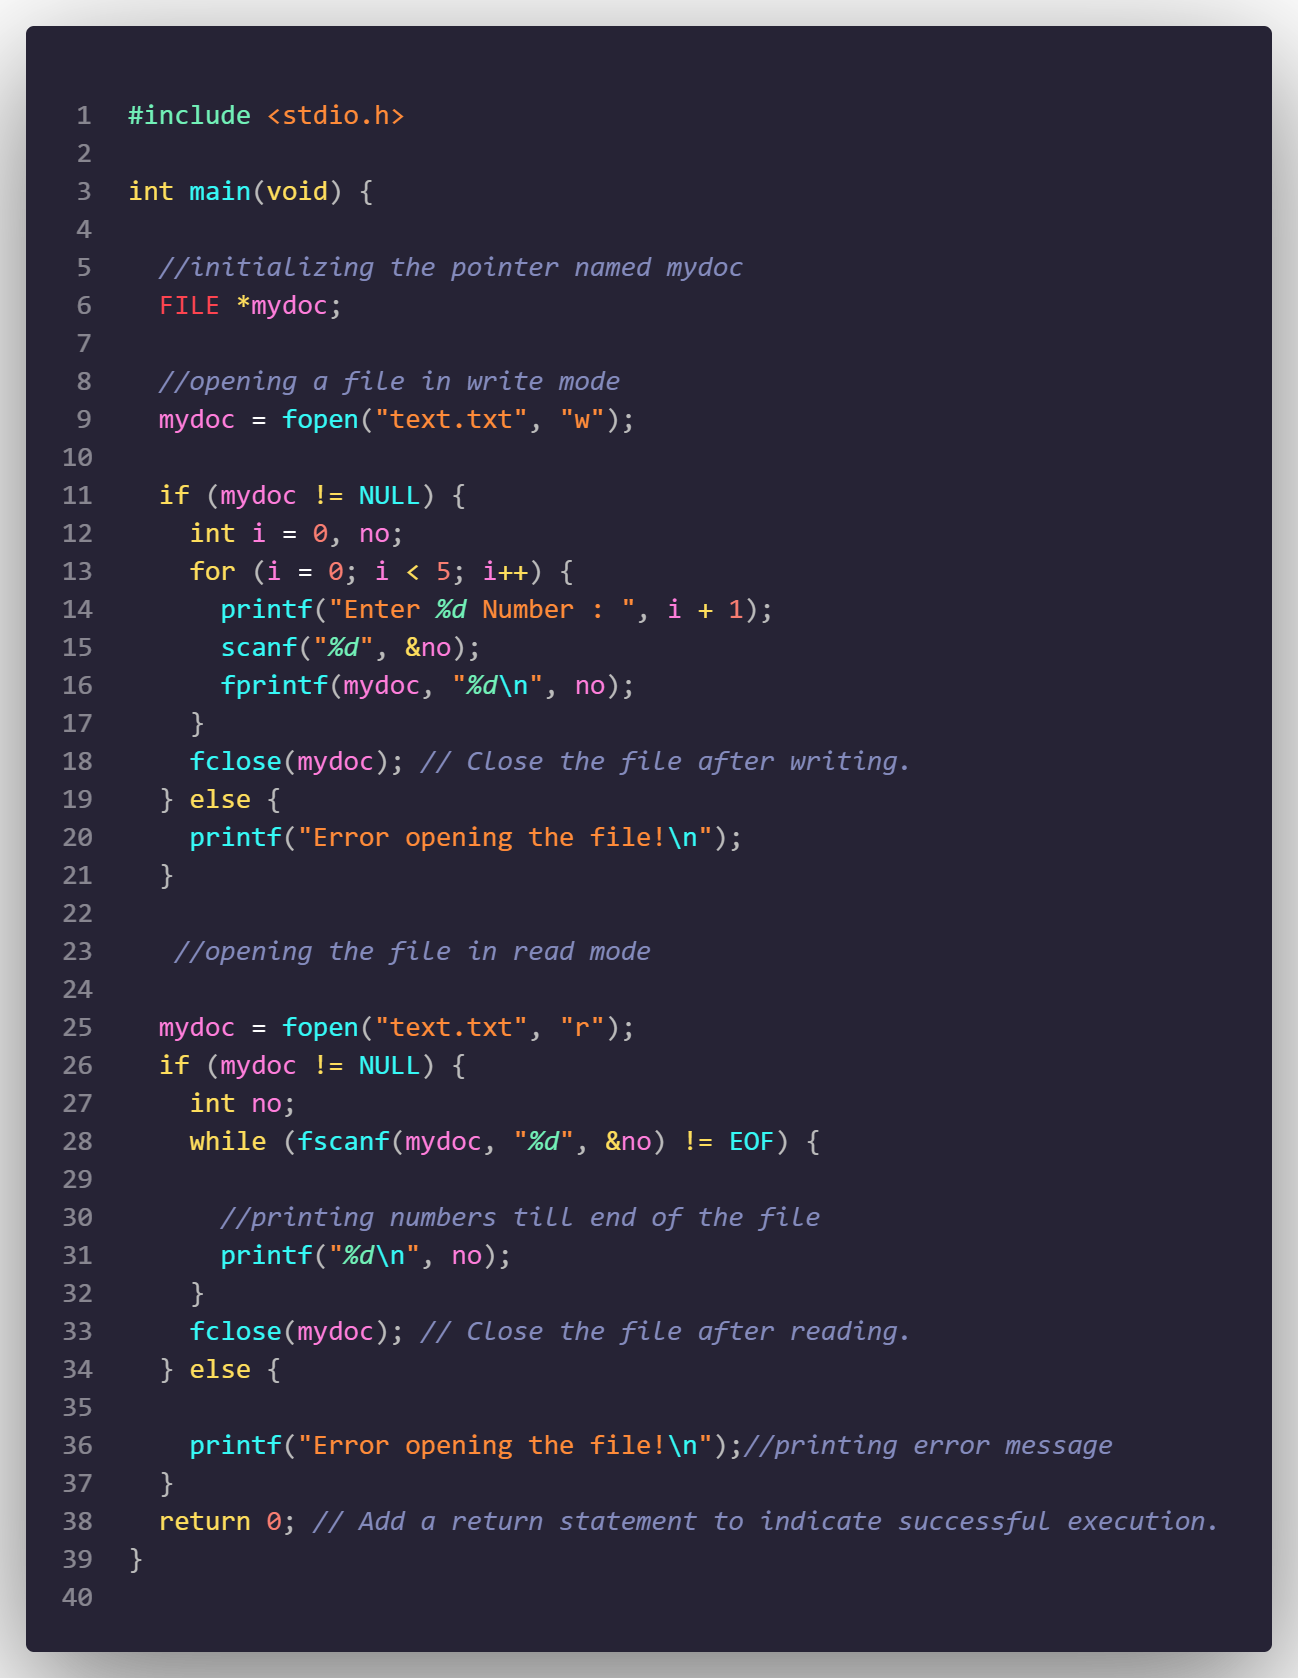 1 #include <stdio.h>
2
3 int main(void) {
4
5   //initializing the pointer named mydoc
6   FILE *mydoc;
7
8   //opening a file in write mode
9   mydoc = fopen("text.txt", "w");
10
11   if (mydoc != NULL) {
12     int i = 0, no;
13     for (i = 0; i < 5; i++) {
14       printf("Enter %d Number : ", i + 1);
15       scanf("%d", &no);
16       fprintf(mydoc, "%d\n", no);
17     }
18     fclose(mydoc); // Close the file after writing.
19   } else {
20     printf("Error opening the file!\n");
21   }
22
23    //opening the file in read mode
24
25   mydoc = fopen("text.txt", "r");
26   if (mydoc != NULL) {
27     int no;
28     while (fscanf(mydoc, "%d", &no) != EOF) {
29
30       //printing numbers till end of the file
31       printf("%d\n", no);
32     }
33     fclose(mydoc); // Close the file after reading.
34   } else {
35
36     printf("Error opening the file!\n");//printing error message
37   }
38   return 0; // Add a return statement to indicate successful execution.
39 }
40